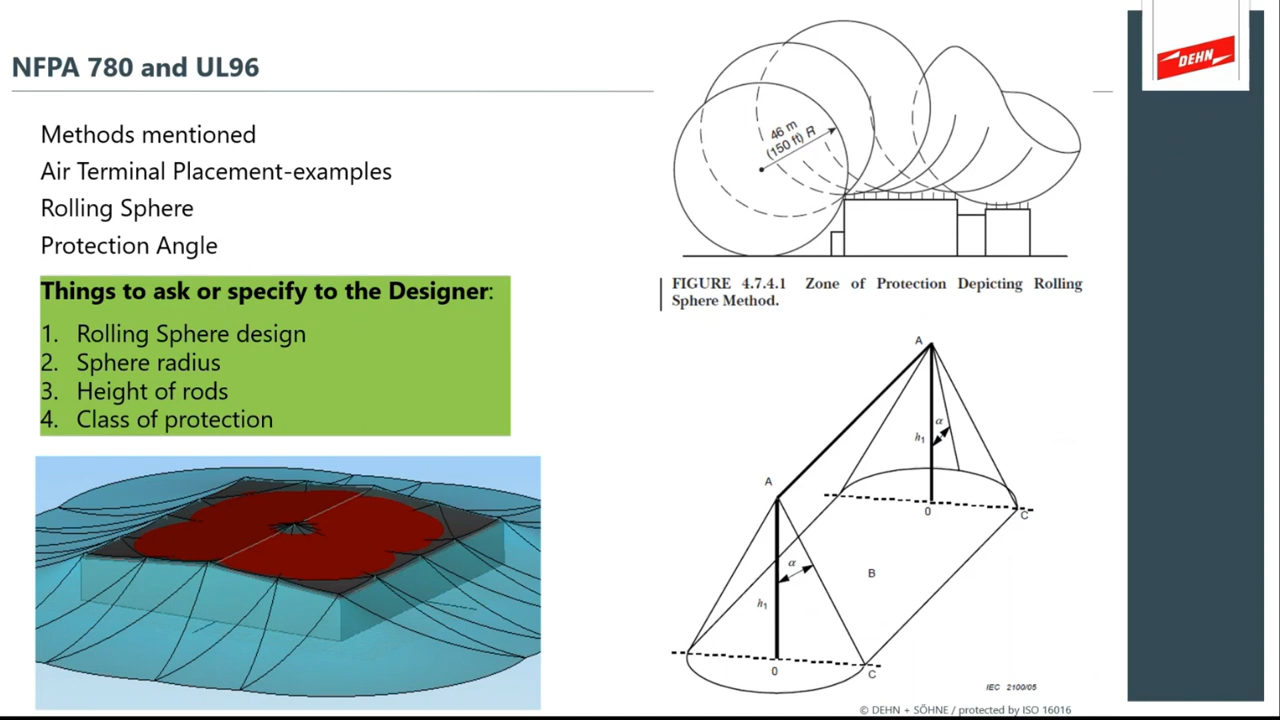 NFPA 780 and UL96
DEHN
Methods mentioned
Air Terminal Placement-examples
Rolling Sphere
Protection Angle
Things to ask or specify to the Designer:
1. Rolling Sphere design
2. Sphere radius
3. Height of rods
4. Class of protection
46 m
(150 ft) R
FIGURE 4.7.4.1 Zone of Protection Depicting Rolling
Sphere Method.
A
α
h1
0
C
A
α
B
h1
0
C
IEC 2100/05
© DEHN + SÖHNE / protected by ISO 16016